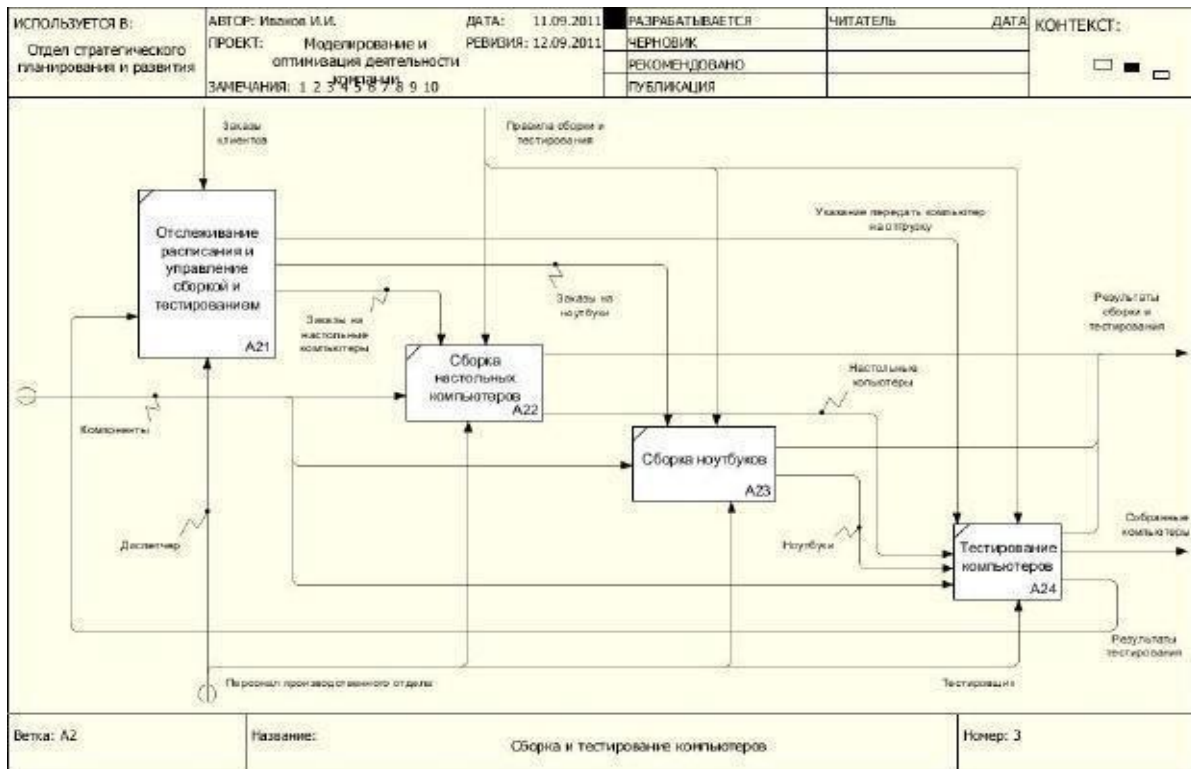 ИСПОЛЬЗУЕТСЯ В:
Отдел стратегического
планирования и развития
АВТОР: Иванов И.И.
ДАТА: 11.09.2011
ПРОЕКТ: Моделирование и
оптимизация деятельности
компании
РЕВИЗИЯ: 12.09.2011
ЗАМЕЧАНИЯ: 1 2 3 4 5 6 7 8 9 10
РАЗРАБАТЫВАЕТСЯ
ЧЕРНОВИК
РЕКОМЕНДОВАНО
ПУБЛИКАЦИЯ
ЧИТАТЕЛЬ ДАТА
КОНТЕКСТ:
Заказы
клиентов
Правила сборки и
тестирования
Отслеживание
расписания и
управление
сборкой и
тестированием
A21
Указание передать компьютер
на отгрузку
Заказы на
настольные
компьютеры
Заказы на
ноутбуки
Результаты
сборки и
тестирования
Сборка
настольных
компьютеров
A22
Настольные
копьютеры
Компоненты
Сборка ноутбуков
A23
Диспетчер
Ноутбуки
Собранные
компьютеры
Тестирование
компьютеров
A24
Результаты
тестирования
Персонал производственного отдела
Тестировщик
Ветка: A2
Название:
Сборка и тестирование компьютеров
Номер: 3